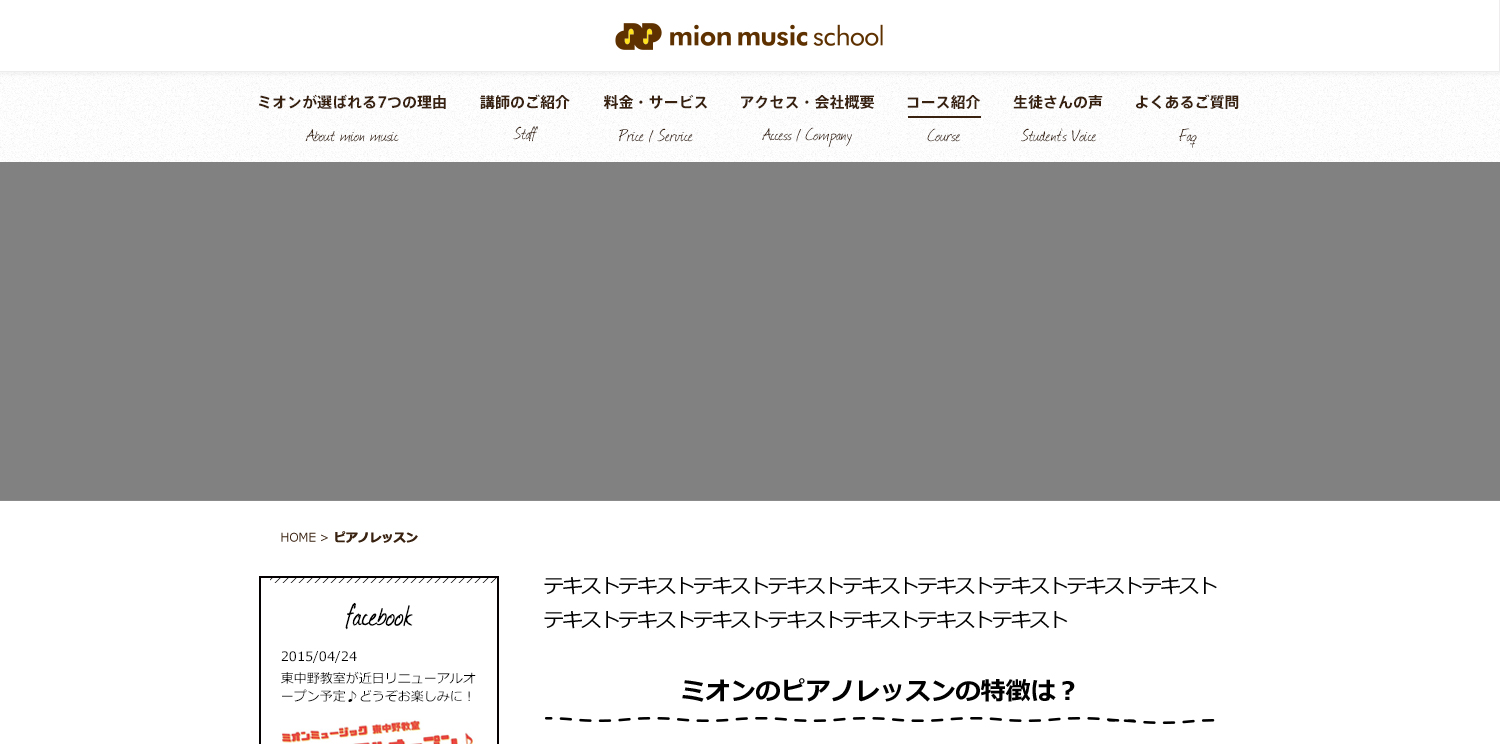 mion music school
ミオンが選ばれる7つの理由 講師のご紹介 料金・サービス アクセス・会社概要 コース紹介 生徒さんの声 よくあるご質問
About mion music Staff Price / Service Access / Company Course Student's Voice Faq
HOME > ピアノレッスン
facebook
2015/04/24
東中野教室が近日リニューアルオ
ープン予定♪どうぞお楽しみに！
ミオンミュージック 東中野教室
テキストテキストテキストテキストテキストテキストテキストテキストテキスト
テキストテキストテキストテキストテキストテキストテキスト
ミオンのピアノレッスンの特徴は？